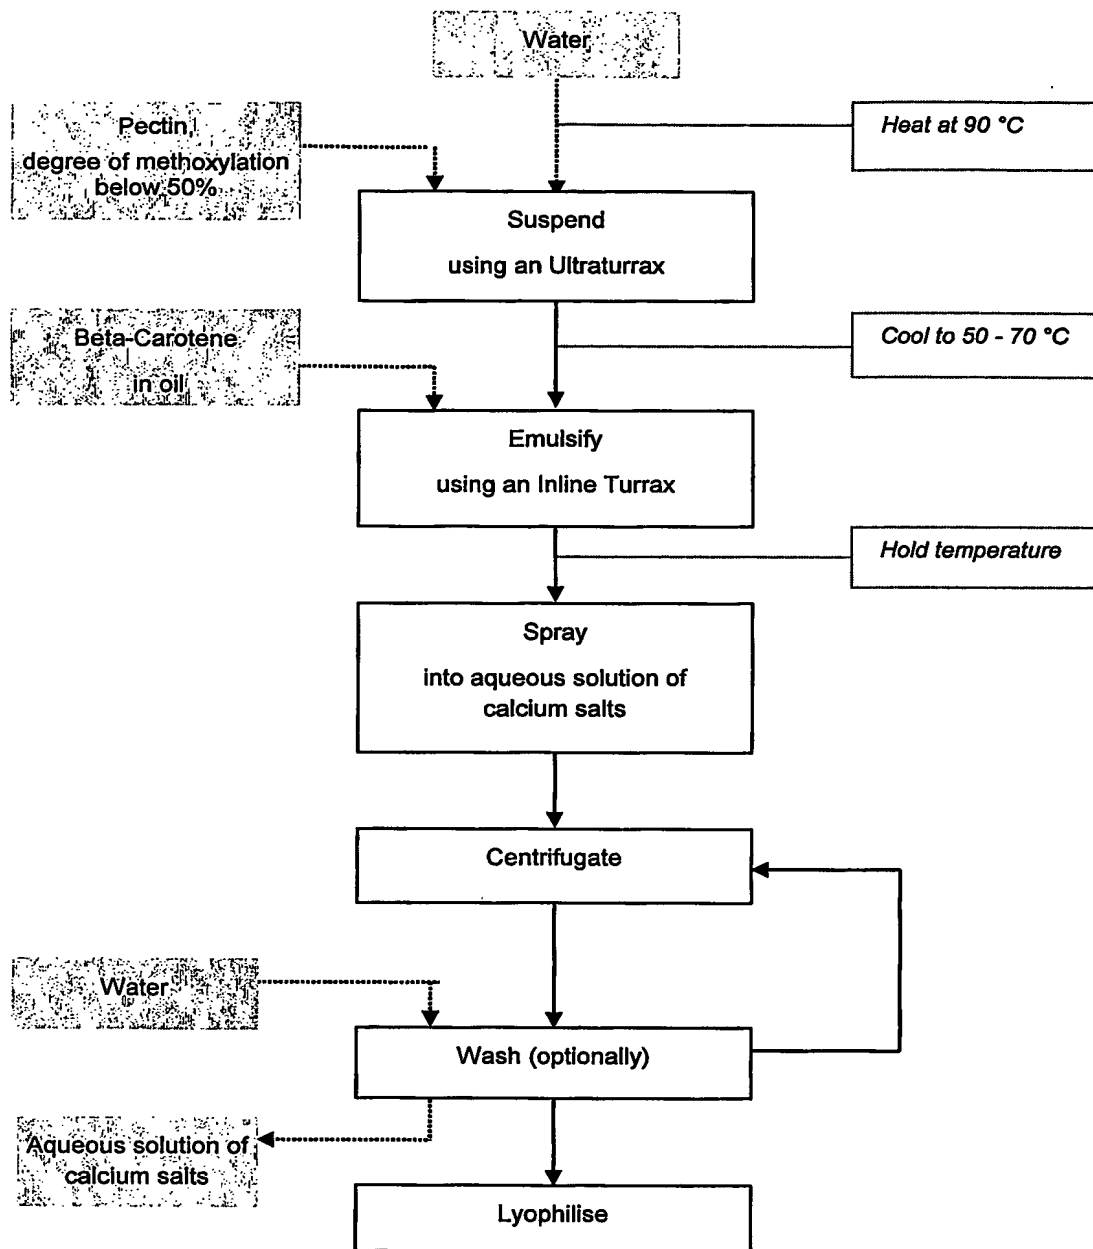 Water
Heat at 90 °C
Pectin,
degree of methoxylation
below 50%
Suspend
using an Ultraturrax
Beta-Carotene
in oil
Cool to 50 - 70 °C
Emulsify
using an Inline Turrax
Hold temperature
Spray
into aqueous solution of
calcium salts
Centrifugate
Water
Wash (optionally)
Aqueous solution of
calcium salts
Lyophilise